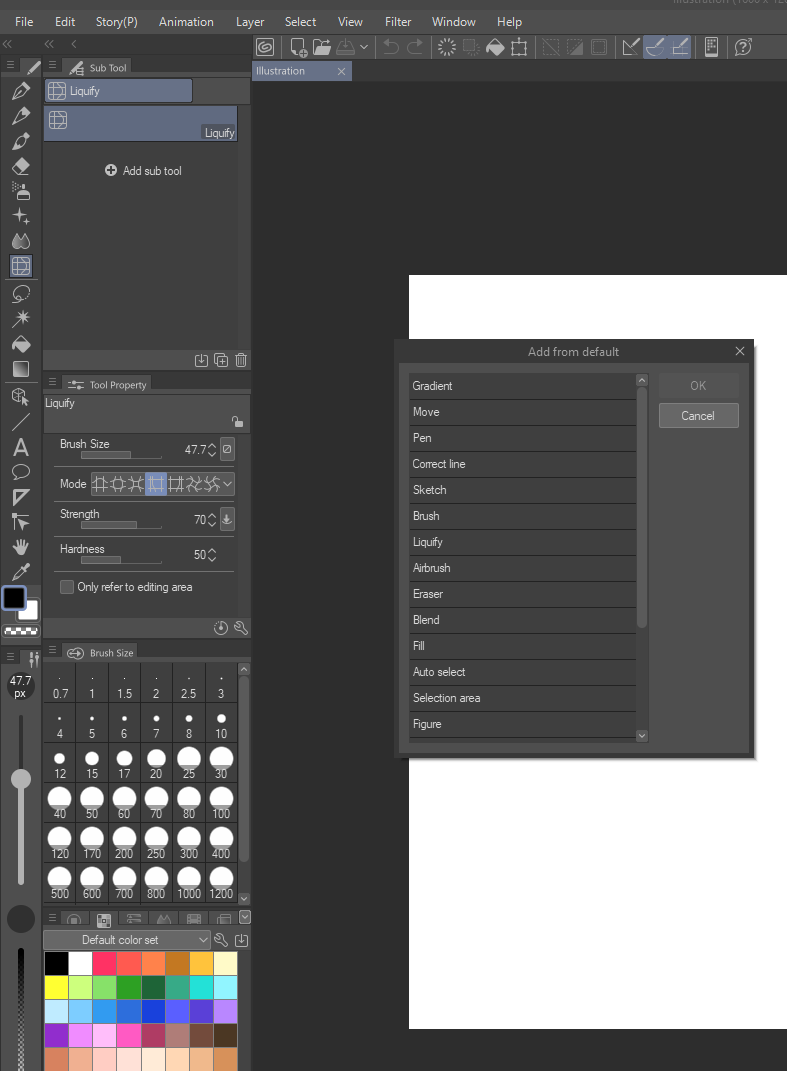 File Edit Story(P) Animation Layer Select View Filter Window Help
Sub Tool
Illustration
Liquify
Liquify
Add sub tool
Tool Property
Liquify
Brush Size 47.7
Mode
Strength 70
Hardness 50
Only refer to editing area
Brush Size
47.7
px
0.7 1 1.5 2 2.5 3
4 5 6 7 8 10
12 15 17 20 25 30
40 50 60 70 80 100
120 170 200 250 300 400
500 600 700 800 1000 1200
Default color set
Add from default
Gradient
Move
Pen
Correct line
Sketch
Brush
Liquify
Airbrush
Eraser
Blend
Fill
Auto select
Selection area
Figure
OK
Cancel